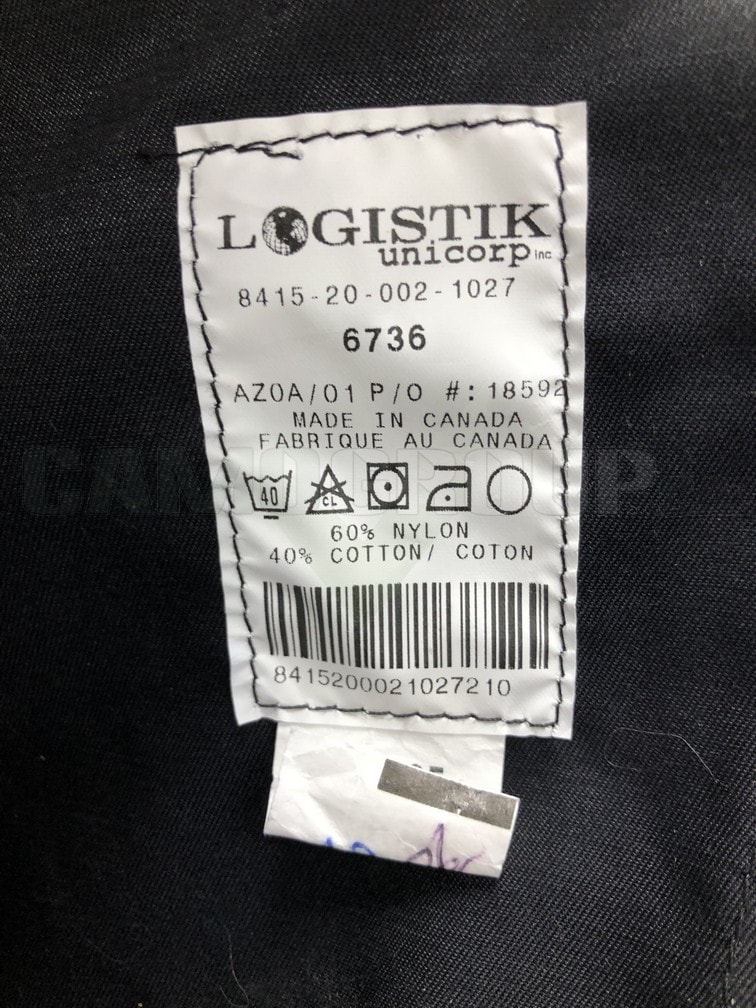 LOGISTIK
unicorp inc
8415-20-002-1027
6736
AZ0A/01 P/O #: 18592
MADE IN CANADA
FABRIQUE AU CANADA
40 CL
60% NYLON
40% COTTON/ COTON
8415200021027210